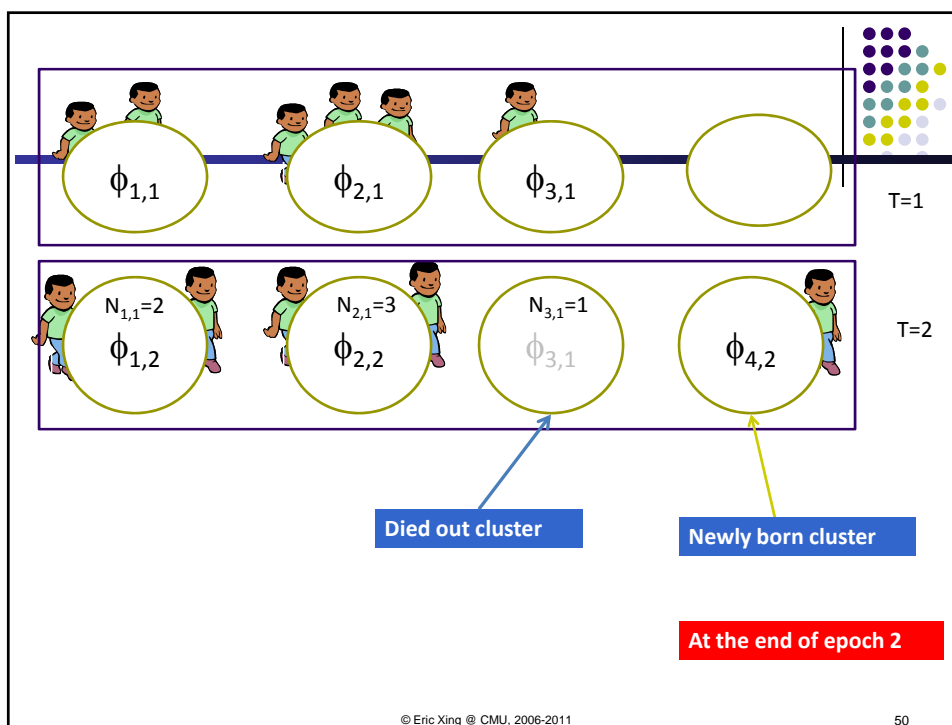 ϕ1,1 ϕ2,1 ϕ3,1
T=1
N1,1=2 N2,1=3 N3,1=1
T=2
ϕ1,2 ϕ2,2 ϕ3,1 ϕ4,2
Died out cluster
Newly born cluster
At the end of epoch 2
© Eric Xing @ CMU, 2006-2011
50